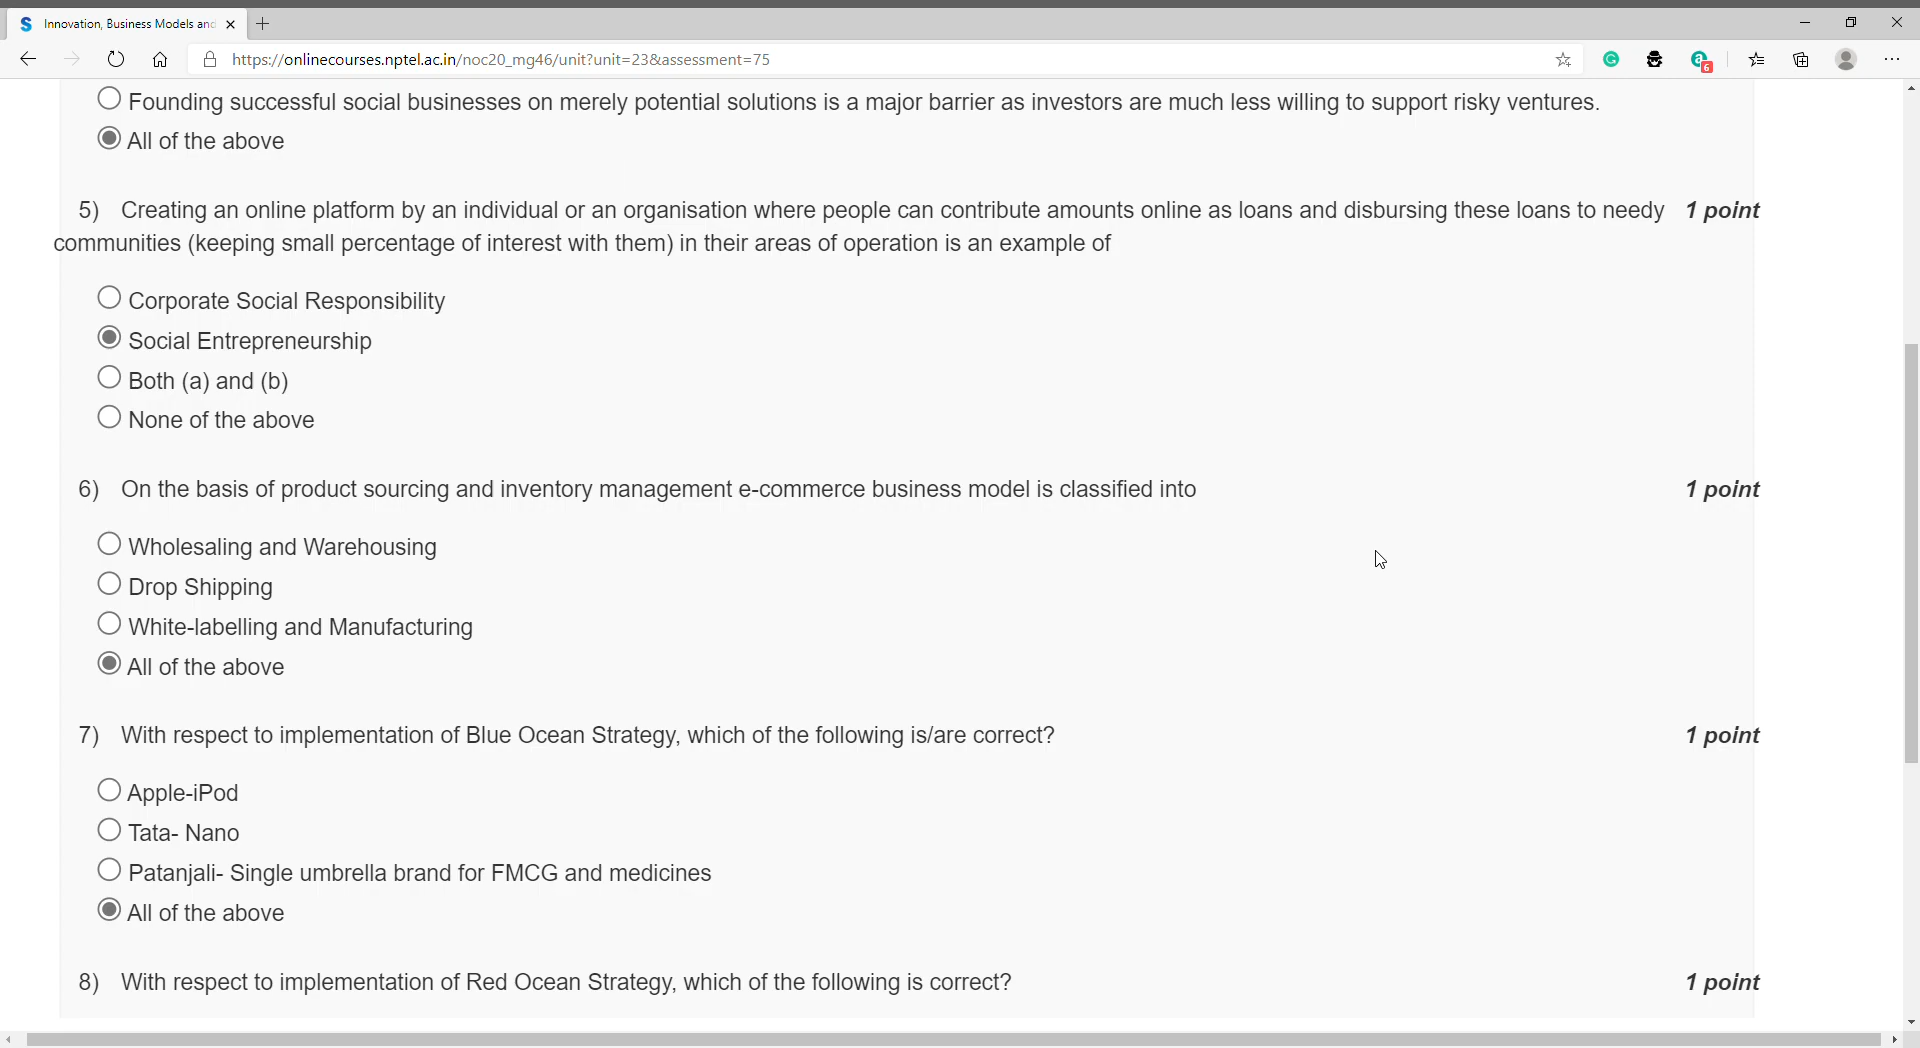 Innovation, Business Models and
https://onlinecourses.nptel.ac.in/noc20_mg46/unit?unit=23&assessment=75
6
Founding successful social businesses on merely potential solutions is a major barrier as investors are much less willing to support risky ventures.
All of the above
5) Creating an online platform by an individual or an organisation where people can contribute amounts online as loans and disbursing these loans to needy 1 point
communities (keeping small percentage of interest with them) in their areas of operation is an example of
Corporate Social Responsibility
Social Entrepreneurship
Both (a) and (b)
None of the above
6) On the basis of product sourcing and inventory management e-commerce business model is classified into 1 point
Wholesaling and Warehousing
Drop Shipping
White-labelling and Manufacturing
All of the above
7) With respect to implementation of Blue Ocean Strategy, which of the following is/are correct? 1 point
Apple-iPod
Tata- Nano
Patanjali- Single umbrella brand for FMCG and medicines
All of the above
8) With respect to implementation of Red Ocean Strategy, which of the following is correct? 1 point